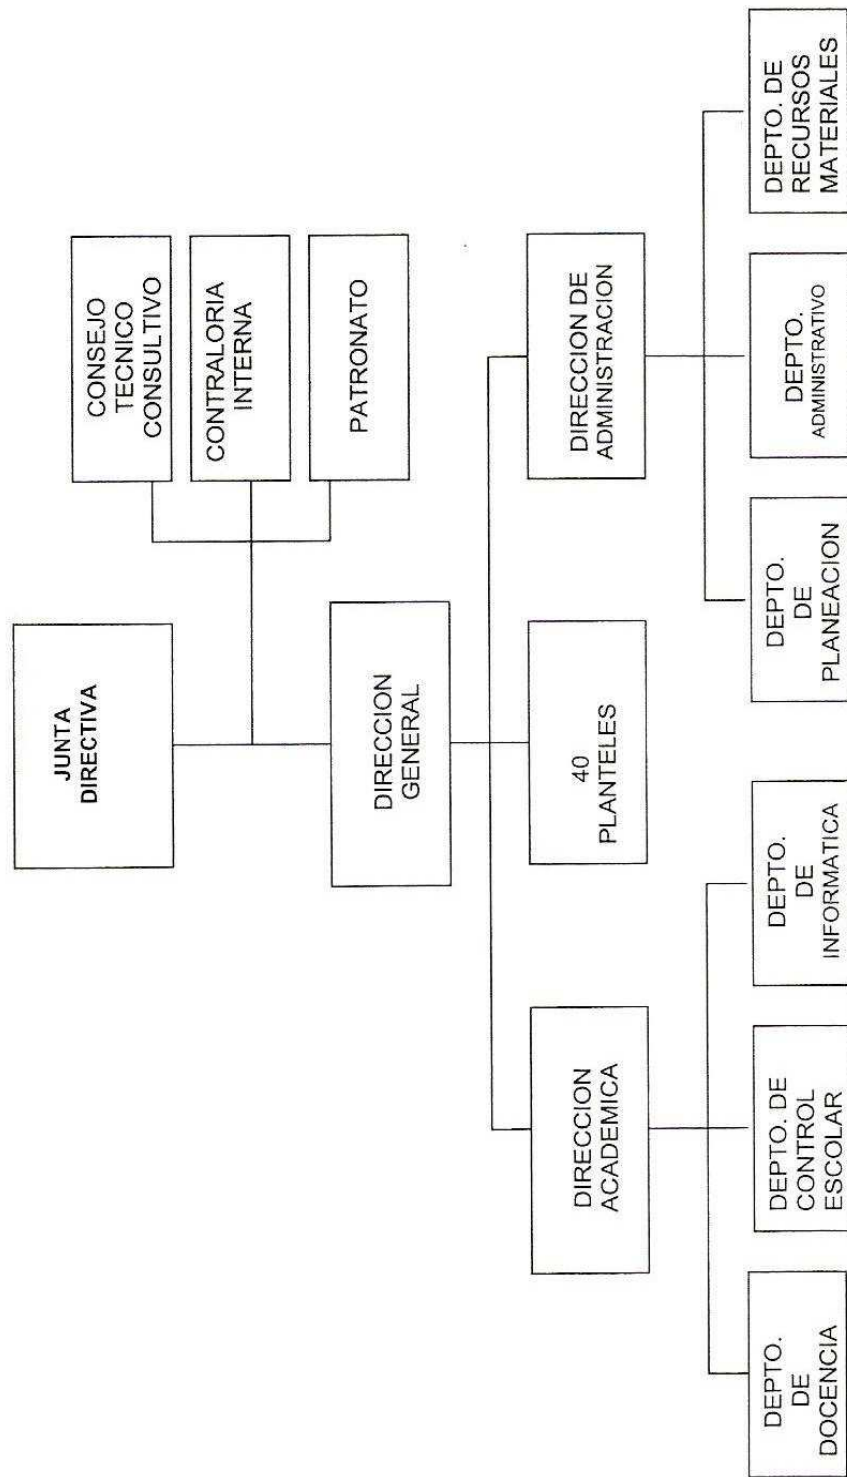 JUNTA
DIRECTIVA
CONSEJO
TECNICO
CONSULTIVO
CONTRALORIA
INTERNA
PATRONATO
DIRECCION
GENERAL
DIRECCION
ACADEMICA
40
PLANTELES
DIRECCION DE
ADMINISTRACION
DEPTO.
DE
DOCENCIA
DEPTO. DE
CONTROL
ESCOLAR
DEPTO.
DE
INFORMATICA
DEPTO.
DE
PLANEACION
DEPTO.
ADMINISTRATIVO
DEPTO. DE
RECURSOS
MATERIALES